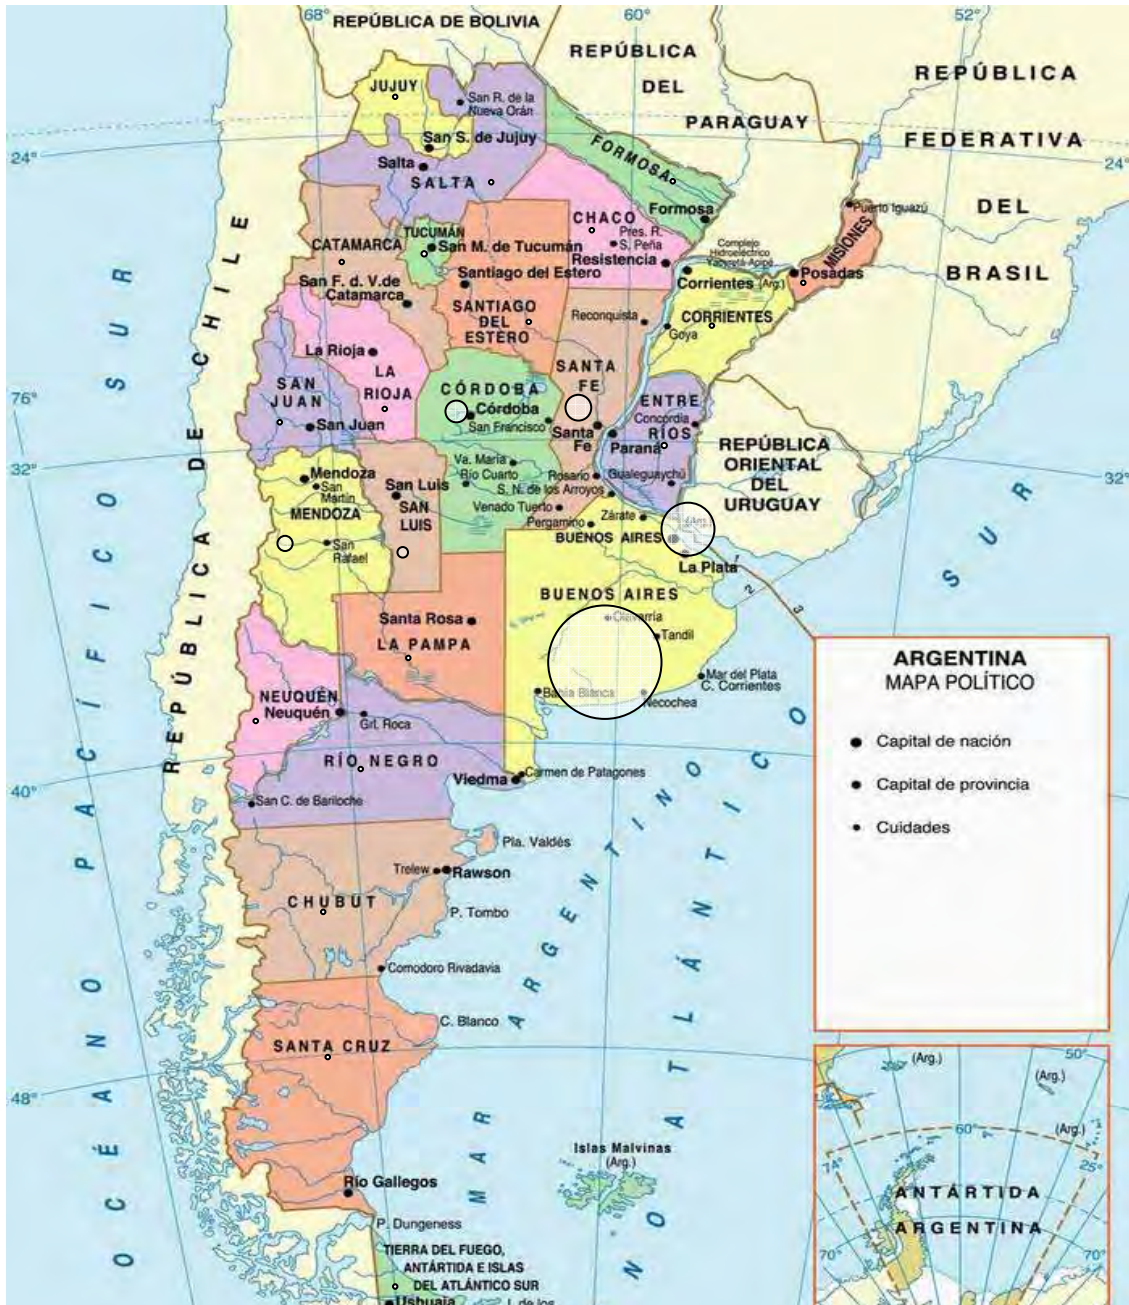 68°
60°
52°
REPÚBLICA DE BOLIVIA
REPÚBLICA
DEL
PARAGUAY
REPÚBLICA
FEDERATIVA
DEL
BRASIL
24°
24°
JUJUY
San R. de la
Nueva Orán
San S. de Jujuy
Salta
SALTA
FORMOSA
Formosa
CHACO
Pres. R.
S. Peña
Resistencia
Puerto Iguazú
MISIONES
Posadas
Complejo
Hidroeléctrico
Yacyretá-Apipé
(Arg.)
Corrientes
CORRIENTES
Goya
TUCUMÁN
San M. de Tucumán
CATAMARCA
San F. d. V. de
Catamarca
Santiago del Estero
SANTIAGO
DEL
ESTERO
Reconquista
SANTA
FE
Santa
Fe
La Rioja
LA
RIOJA
SAN
JUAN
San Juan
CÓRDOBA
Córdoba
San Francisco
ENTRE
RÍOS
Concordia
Paraná
REPÚBLICA
ORIENTAL
DEL
URUGUAY
76°
32°
32°
Va. María
Río Cuarto
Rosario
Gualeguaychú
S. N. de los Arroyos
Venado Tuerto
Zárate
Pergamino
Mendoza
San
Martín
MENDOZA
San
Rafael
San Luis
SAN
LUIS
BUENOS AIRES
La Plata
1
2
3
BUENOS AIRES
Tandil
Mar del Plata
C. Corrientes
Bahía Blanca
Necochea
Santa Rosa
LA PAMPA
NEUQUÉN
Neuquén
Grl. Roca
RÍO NEGRO
Viedma
Carmen de Patagones
San C. de Bariloche
40°
Pla. Valdés
Trelew
Rawson
CHUBUT
P. Tombo
Comodoro Rivadavia
C. Blanco
SANTA CRUZ
48°
Río Gallegos
P. Dungeness
Islas Malvinas
(Arg.)
TIERRA DEL FUEGO,
ANTÁRTIDA E ISLAS
DEL ATLÁNTICO SUR
Ushuaia
I. de los
REPÚBLICA DE CHILE
OCÉANO PACÍFICO SUR
MAR ARGENTINO
NO ATLÁNTICO SUR
ARGENTINA
MAPA POLÍTICO
Capital de nación
Capital de provincia
Cuidades
(Arg.)
50°
(Arg.)
60°
(Arg.)
74°
25°
ANTÁRTIDA
ARGENTINA
70°
70°